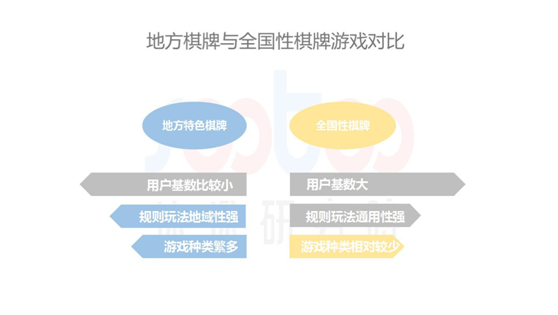 地方棋牌与全国性棋牌游戏对比
地方特色棋牌
全国性棋牌
用户基数比较小
用户基数大
规则玩法地域性强
规则玩法通用性强
游戏种类繁多
游戏种类相对较少